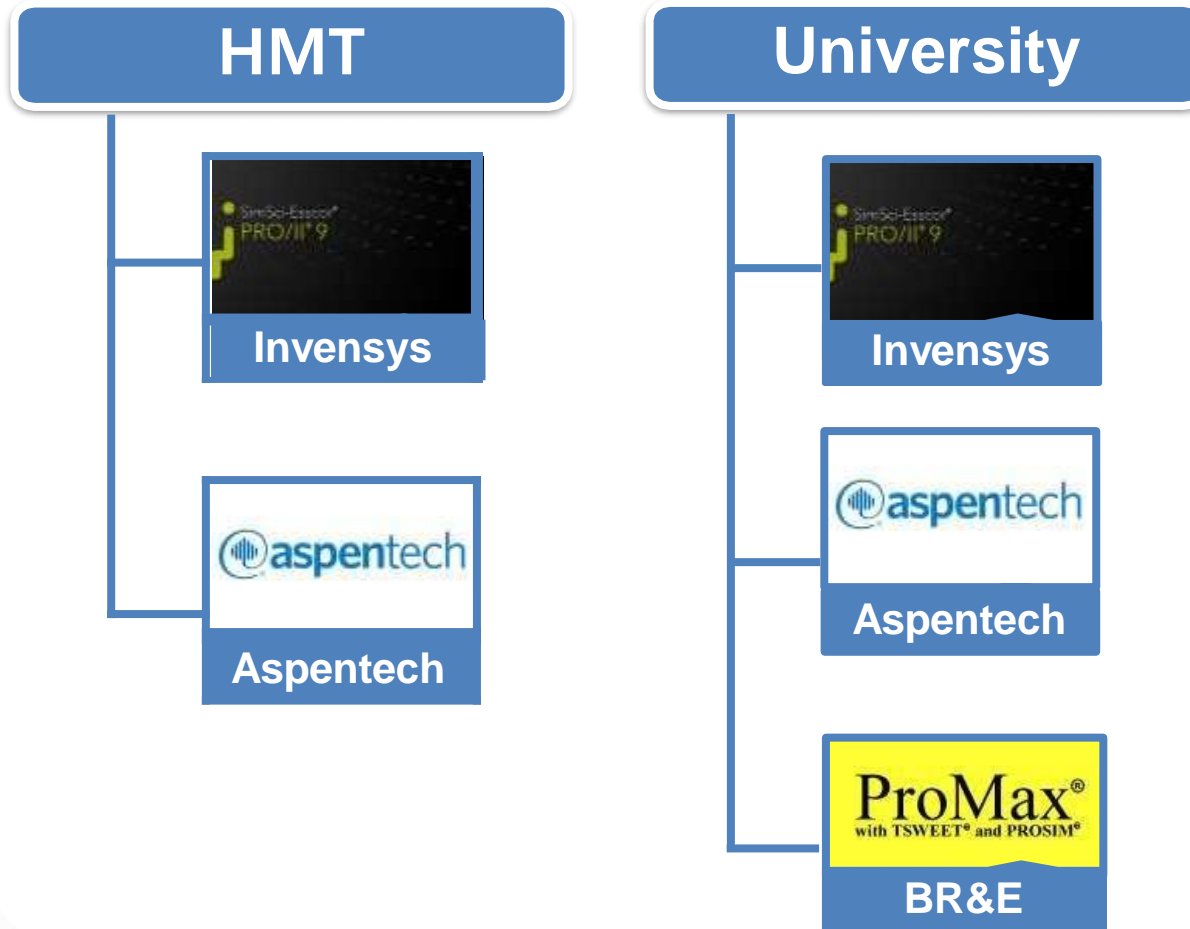 HMT
SimSci-Esscor®
PRO/II® 9
Invensys
aspentech
Aspentech
University
SimSci-Esscor®
PRO/II® 9
Invensys
aspentech
Aspentech
ProMax®
with TSWEET® and PROSIM®
BR&E